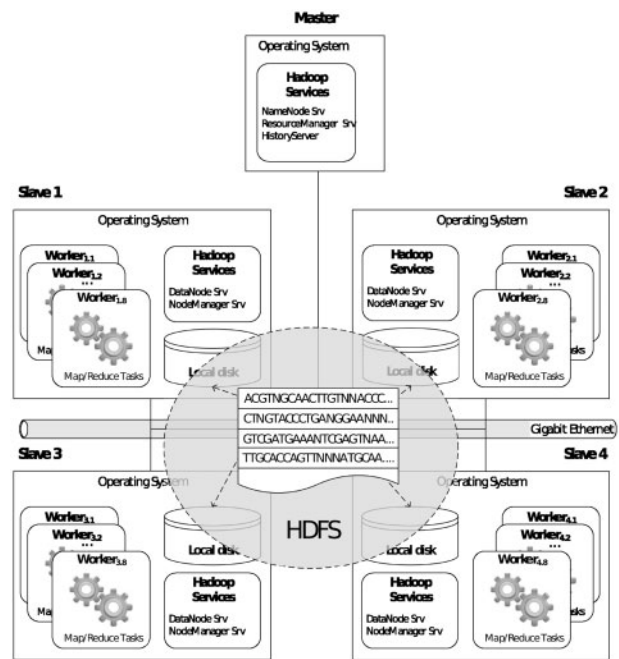 Master
Operating System
Hadoop
Services
NameNode Srv
ResourceManager Srv
HistoryServer
Slave 1
Operating System
Worker1.1
Worker1.2
...
Worker1.8
Ma
Map/Reduce Tasks
Hadoop
Services
DataNode Srv
NodeManager Srv
Local disk
Slave 2
Operating System
Hadoop
Services
DataNode Srv
NodeManager Srv
Local disk
Worker2.1
Worker2.2
...
Worker2.8
Map/Reduce Tasks
ks
ACGTNGCAACTTGTNNACCC...
CTNGTACCCTGANGGAANNN..
GTCGATGAAANTCGAGTNAA...
TTGCACCAGTTNNNATGCAA....
HDFS
Gigabit Ethernet
Slave 3
Operating System
Worker3.1
Worker3.2
...
Worker3.8
Ma
Map/Reduce Tasks
Local disk
Hadoop
Services
DataNode Srv
NodeManager Srv
Slave 4
Operating System
Local disk
Hadoop
Services
DataNode Srv
NodeManager Srv
Worker4.1
Worker4.2
...
Worker4.8
Map/Reduce Tasks
ks